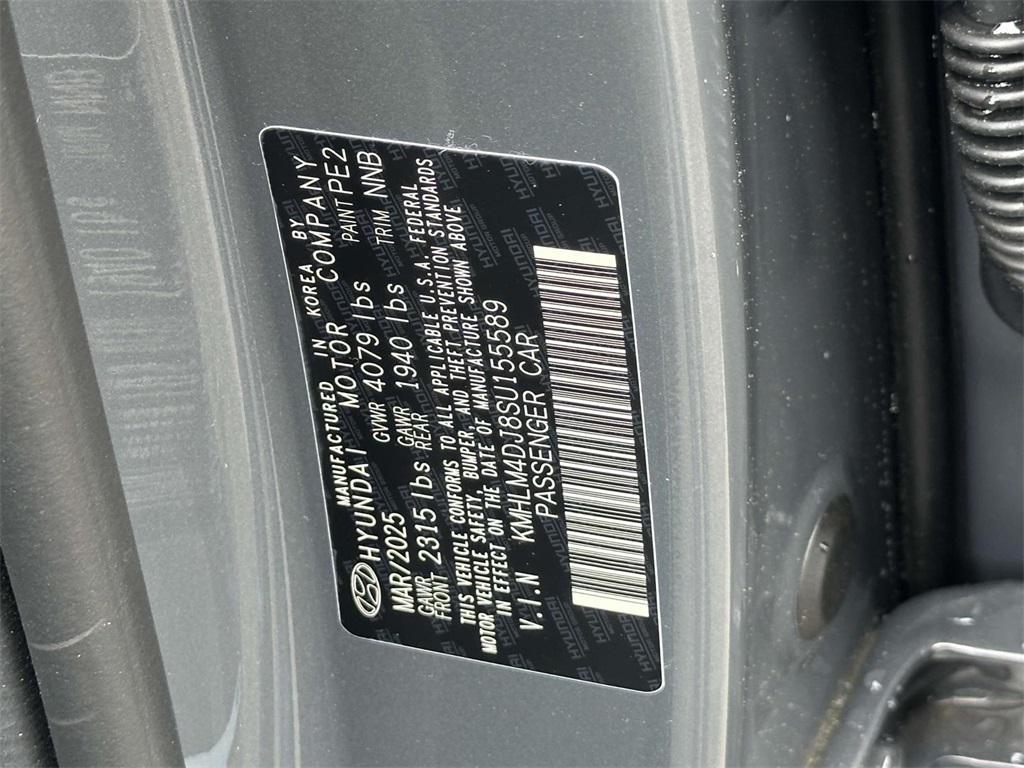 MANUFACTURED IN KOREA BY
HYUNDAI MOTOR COMPANY
MAR/2025 GVWR 4079 lbs PAINT PE2
GAWR FRONT 2315 lbs GAWR REAR 1940 lbs TRIM NNB
THIS VEHICLE CONFORMS TO ALL APPLICABLE U.S.A. FEDERAL
MOTOR VEHICLE SAFETY, BUMPER, AND THEFT PREVENTION STANDARDS
IN EFFECT ON THE DATE OF MANUFACTURE SHOWN ABOVE
V.I.N KMHLM4DJ8SU155589
PASSENGER CAR